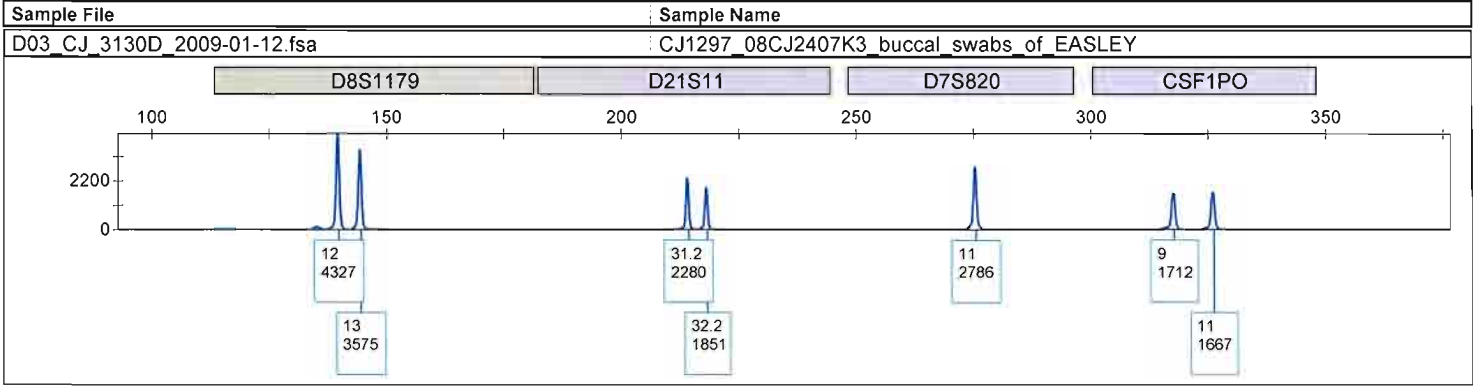 Sample File Sample Name
D03_CJ_3130D_2009-01-12.fsa CJ1297_08CJ2407K3_buccal_swabs_of_EASLEY
D8S1179 D21S11 D7S820 CSF1PO
100 150 200 250 300 350
2200
0
12 31.2 11 9
4327 2280 2786 1712
13 32.2 11
3575 1851 1667